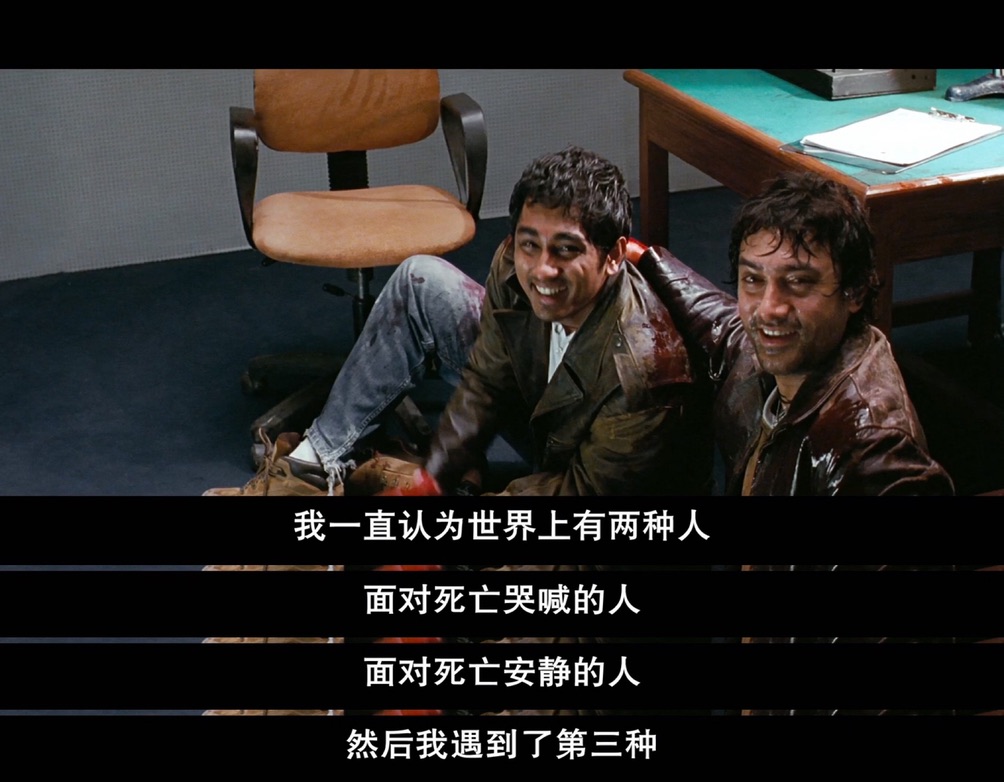 我一直认为世界上有两种人
面对死亡哭喊的人
面对死亡安静的人
然后我遇到了第三种